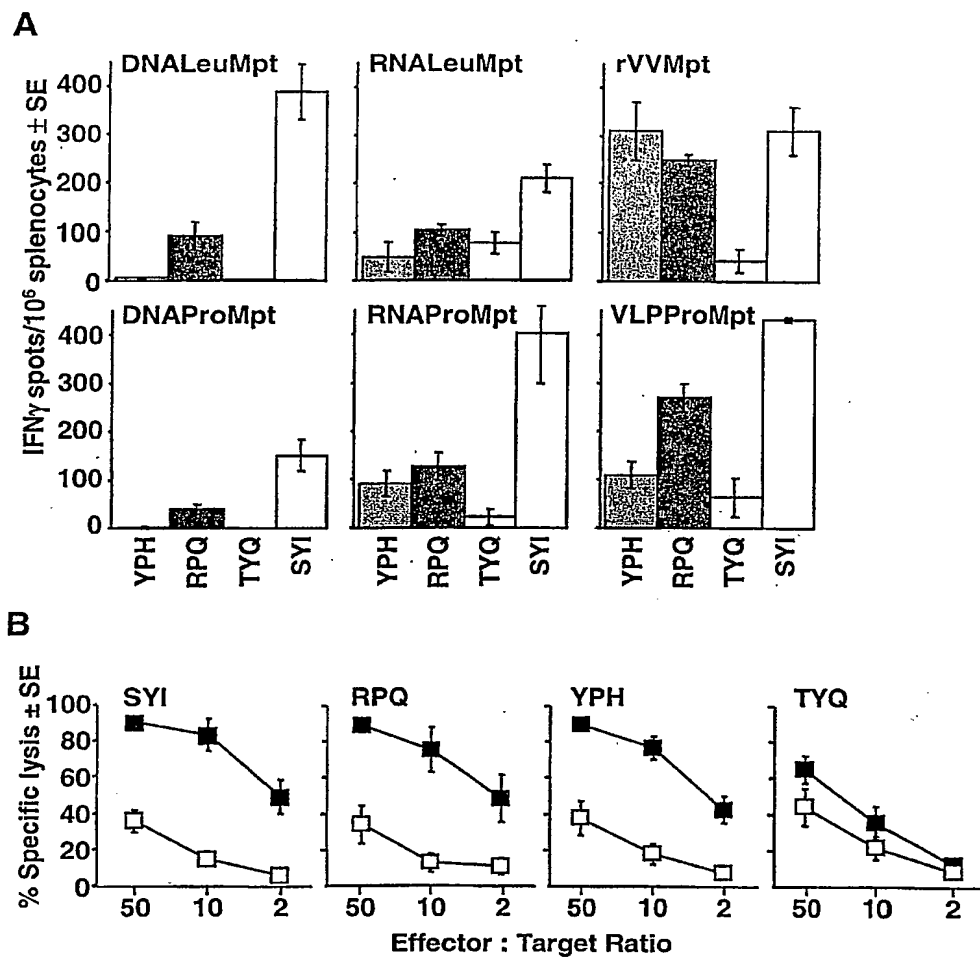 A
DNALeuMpt RNALeuMpt rVVMpt
IFNγ spots/10⁶ splenocytes ± SE
400
300
200
100
0
DNAProMpt RNAProMpt VLPProMpt
400
300
200
100
0
YPH RPQ TYQ SYI YPH RPQ TYQ SYI YPH RPQ TYQ SYI
B
SYI RPQ YPH TYQ
% Specific lysis ± SE
100
80
60
40
20
0
50 10 2 50 10 2 50 10 2 50 10 2
Effector : Target Ratio